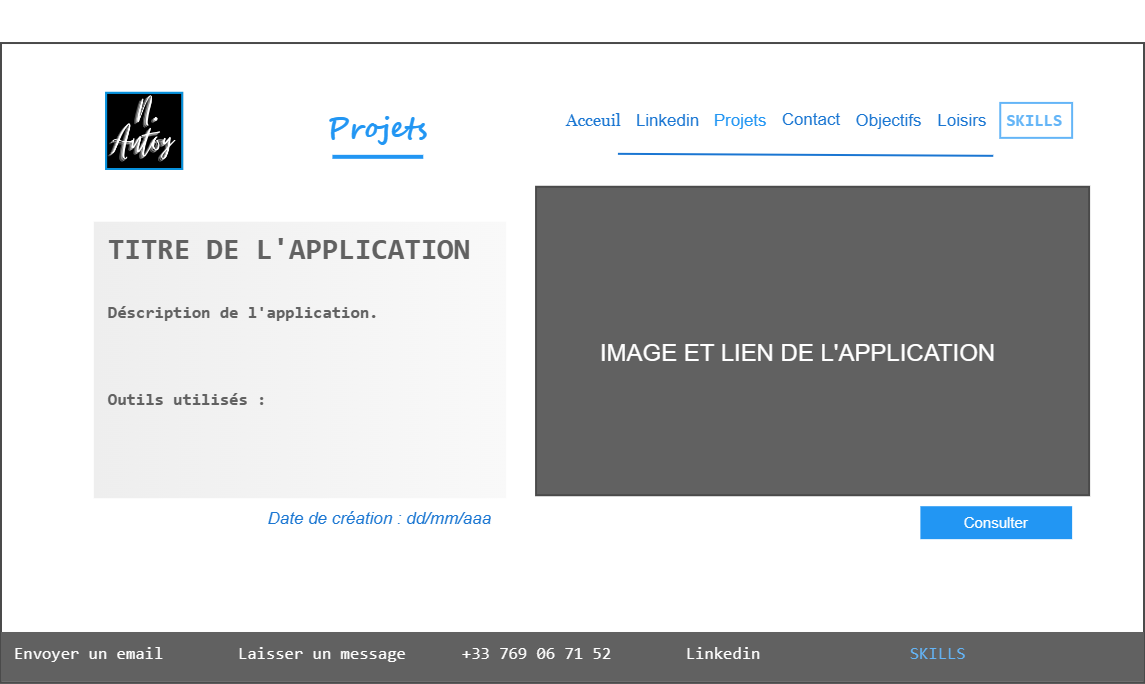 N.
Antoy
Projets
Acceuil Linkedin Projets Contact Objectifs Loisirs SKILLS
TITRE DE L'APPLICATION
Déscription de l'application.
Outils utilisés :
IMAGE ET LIEN DE L'APPLICATION
Date de création : dd/mm/aaa
Consulter
Envoyer un email Laisser un message +33 769 06 71 52 Linkedin SKILLS